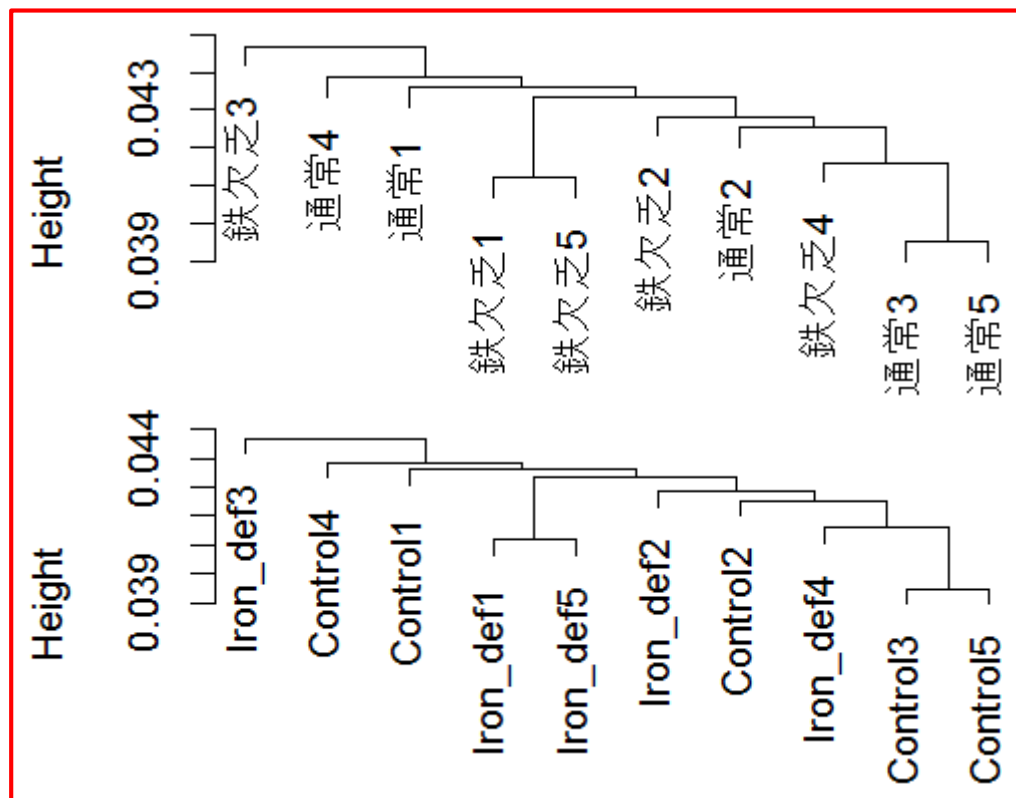 Height
0.039
0.043
鉄欠乏3
通常4
通常1
鉄欠乏1
鉄欠乏5
鉄欠乏2
通常2
鉄欠乏4
通常3
通常5
Height
0.039
0.044
Iron_def3
Control4
Control1
Iron_def1
Iron_def5
Iron_def2
Control2
Iron_def4
Control3
Control5